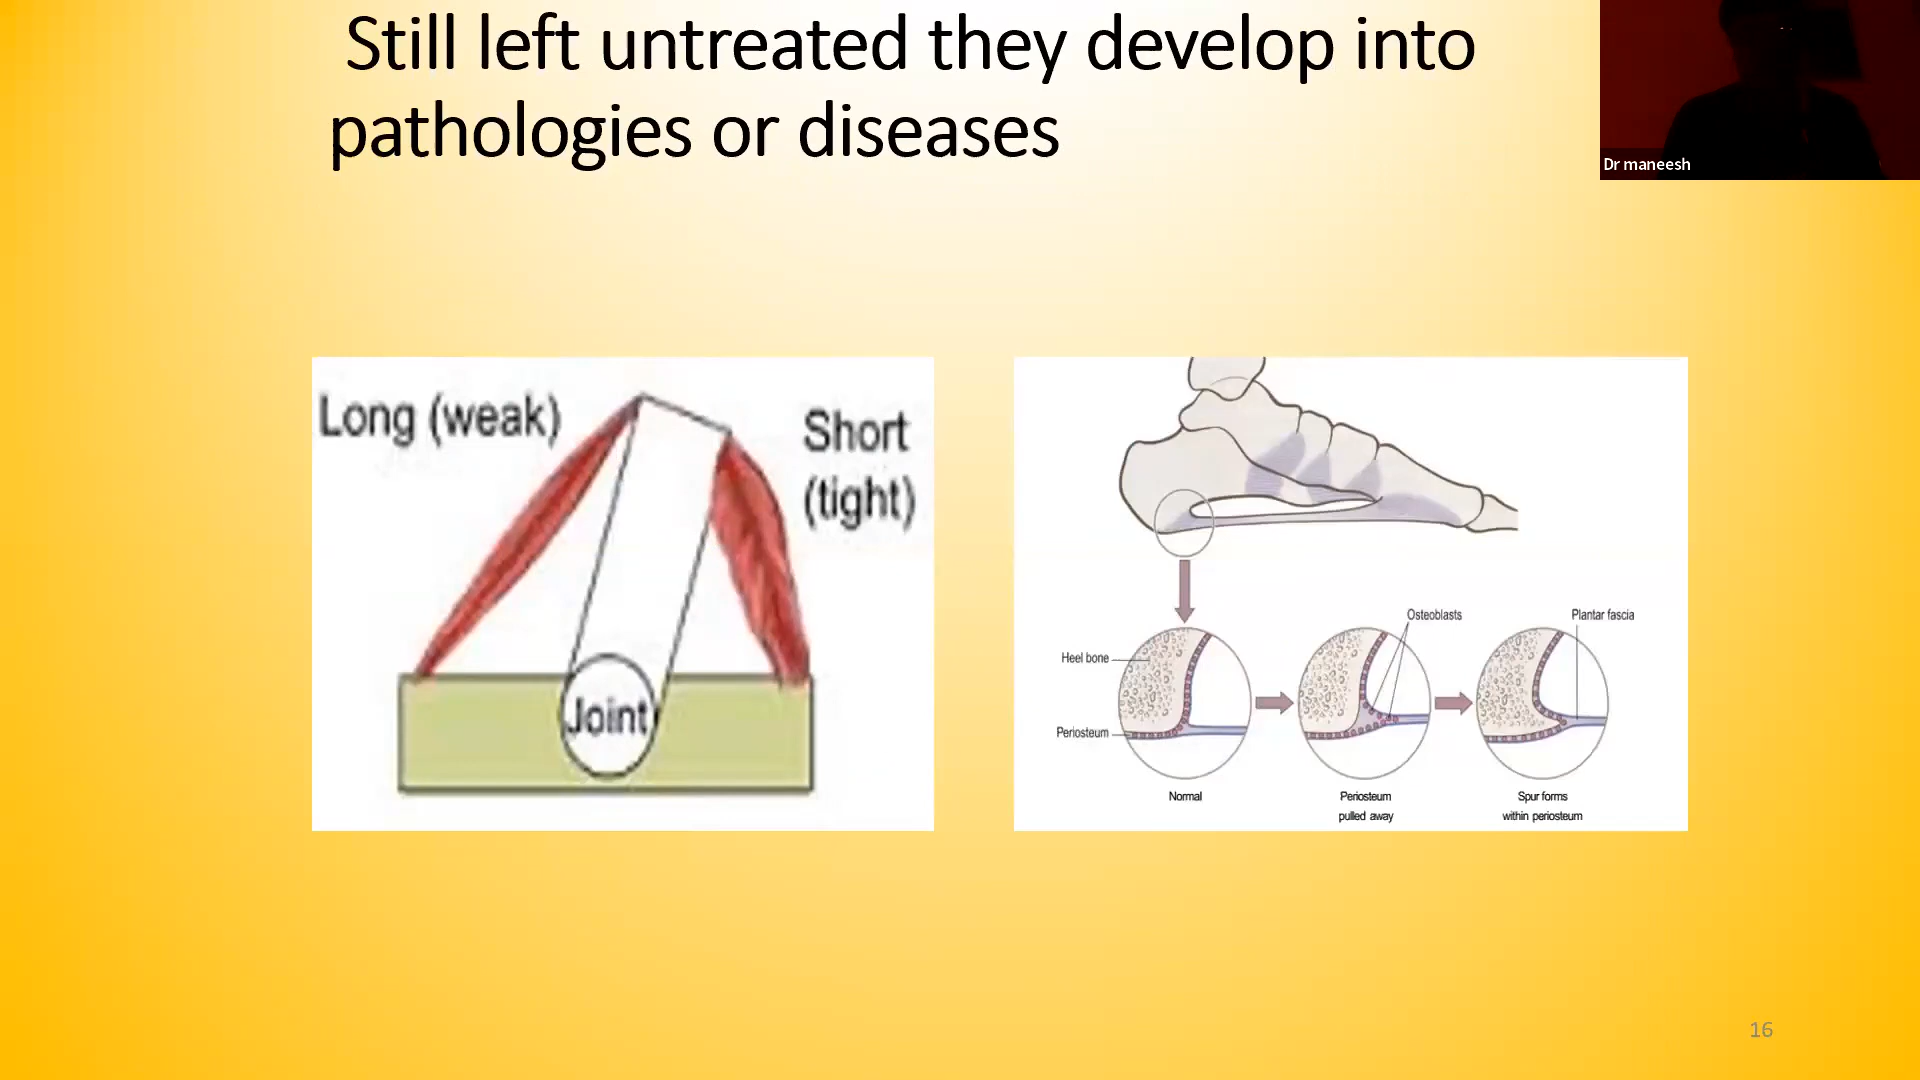 Still left untreated they develop into
pathologies or diseases
Dr maneesh
Long (weak)
Short
(tight)
Joint
Osteoblasts
Plantar fascia
Heel bone
Periosteum
Normal
Periosteum
pulled away
Spur forms
within periosteum
16